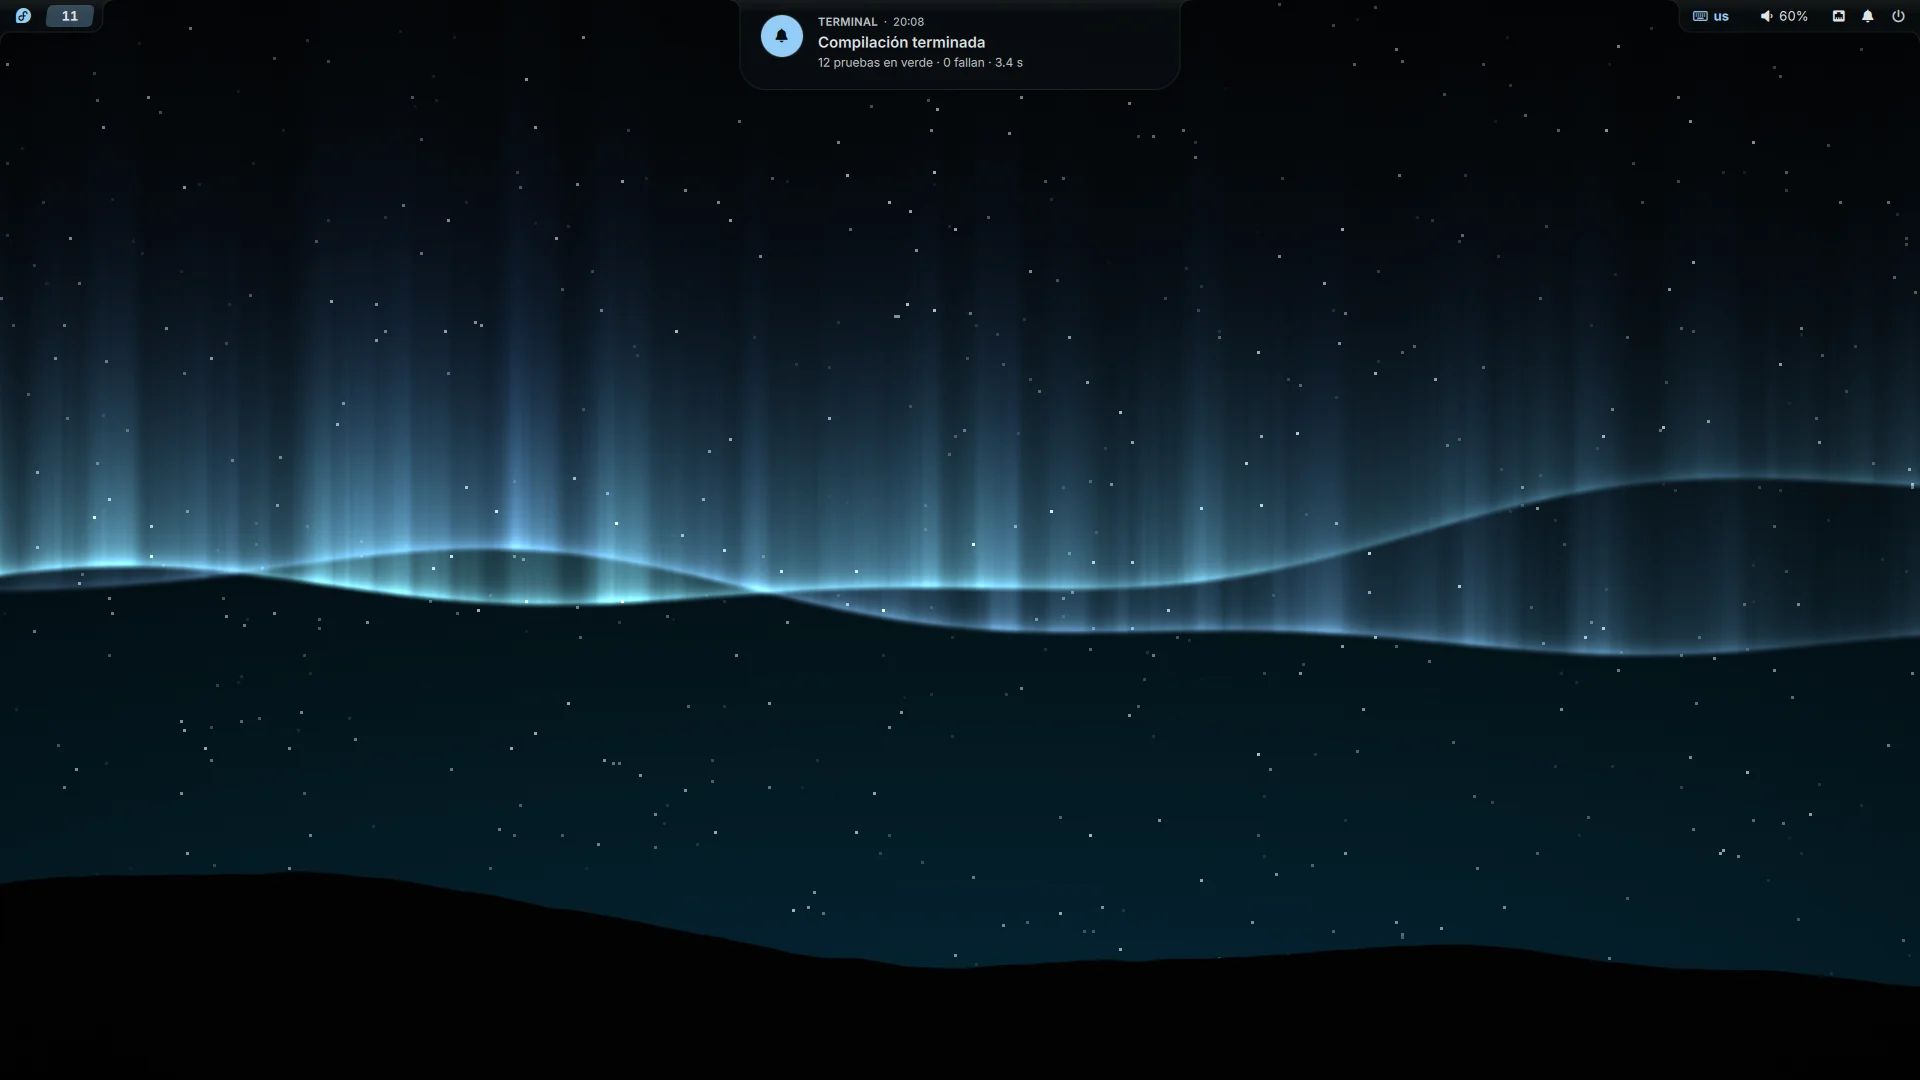 11
TERMINAL · 20:08
Compilación terminada
12 pruebas en verde · 0 fallan · 3.4 s
us
60%